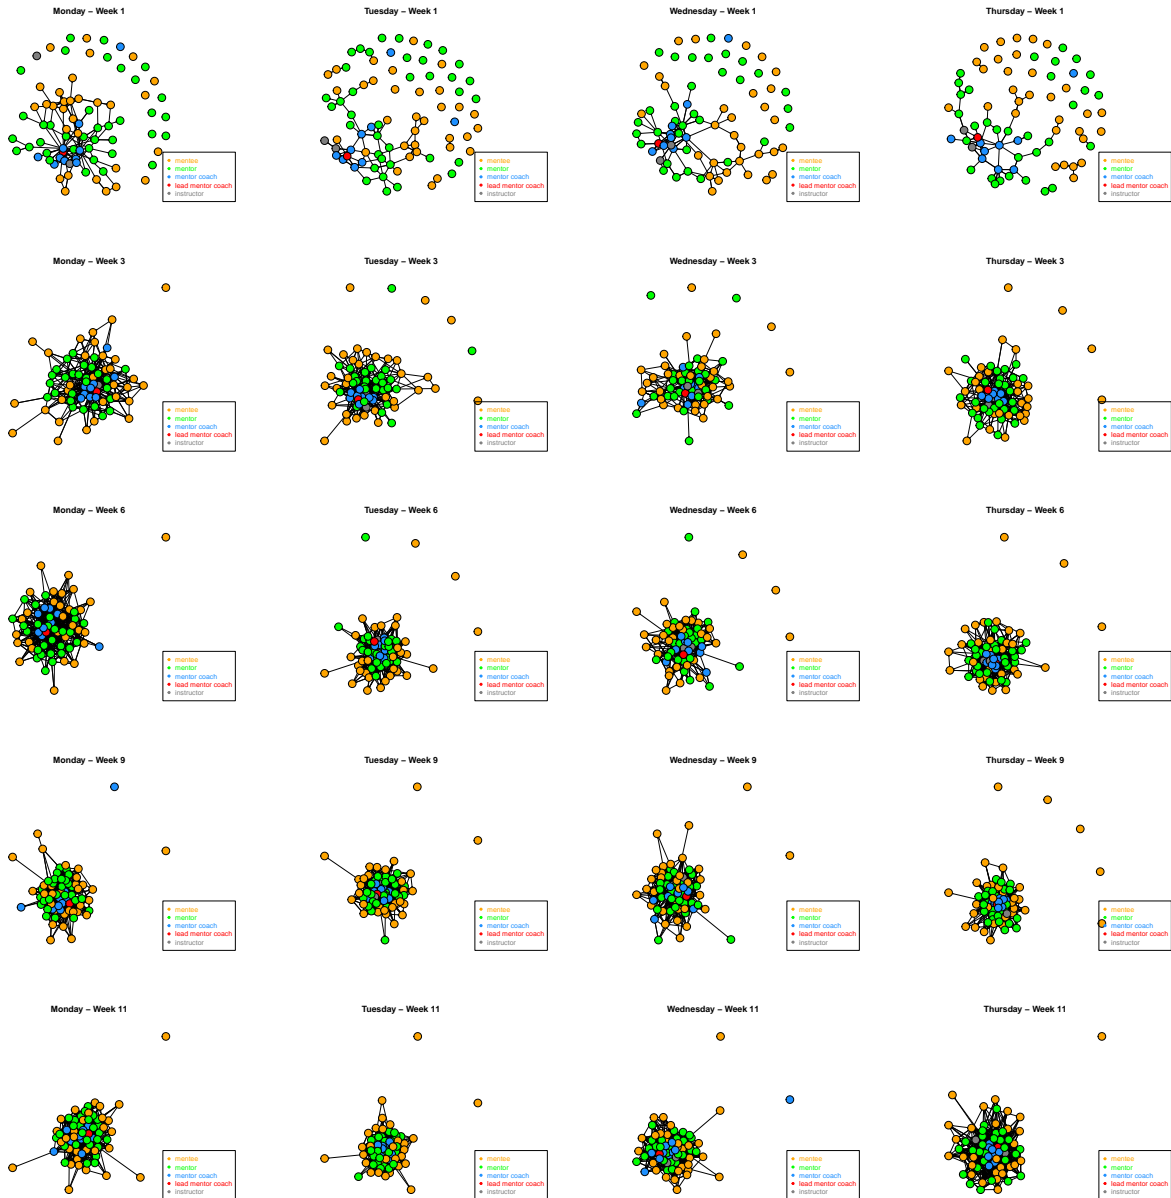 Monday – Week 1
Tuesday – Week 1
Wednesday – Week 1
Thursday – Week 1
mentee
mentor
mentor coach
lead mentor coach
instructor
mentee
mentor
mentor coach
lead mentor coach
instructor
mentee
mentor
mentor coach
lead mentor coach
instructor
mentee
mentor
mentor coach
lead mentor coach
instructor
Monday – Week 3
Tuesday – Week 3
Wednesday – Week 3
Thursday – Week 3
mentee
mentor
mentor coach
lead mentor coach
instructor
mentee
mentor
mentor coach
lead mentor coach
instructor
mentee
mentor
mentor coach
lead mentor coach
instructor
mentee
mentor
mentor coach
lead mentor coach
instructor
Monday – Week 6
Tuesday – Week 6
Wednesday – Week 6
Thursday – Week 6
mentee
mentor
mentor coach
lead mentor coach
instructor
mentee
mentor
mentor coach
lead mentor coach
instructor
mentee
mentor
mentor coach
lead mentor coach
instructor
mentee
mentor
mentor coach
lead mentor coach
instructor
Monday – Week 9
Tuesday – Week 9
Wednesday – Week 9
Thursday – Week 9
mentee
mentor
mentor coach
lead mentor coach
instructor
mentee
mentor
mentor coach
lead mentor coach
instructor
mentee
mentor
mentor coach
lead mentor coach
instructor
mentee
mentor
mentor coach
lead mentor coach
instructor
Monday – Week 11
Tuesday – Week 11
Wednesday – Week 11
Thursday – Week 11
mentee
mentor
mentor coach
lead mentor coach
instructor
mentee
mentor
mentor coach
lead mentor coach
instructor
mentee
mentor
mentor coach
lead mentor coach
instructor
mentee
mentor
mentor coach
lead mentor coach
instructor